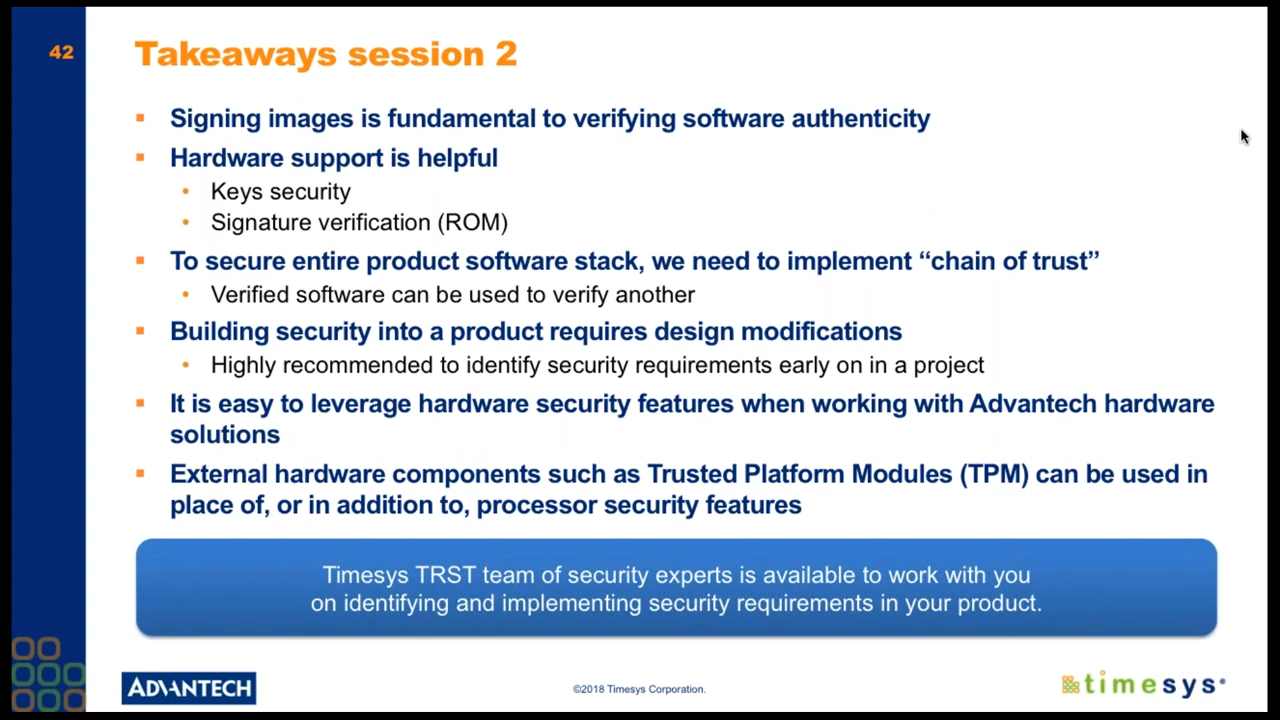 42
Takeaways session 2
Signing images is fundamental to verifying software authenticity
Hardware support is helpful
Keys security
Signature verification (ROM)
To secure entire product software stack, we need to implement “chain of trust”
Verified software can be used to verify another
Building security into a product requires design modifications
Highly recommended to identify security requirements early on in a project
It is easy to leverage hardware security features when working with Advantech hardware
solutions
External hardware components such as Trusted Platform Modules (TPM) can be used in
place of, or in addition to, processor security features
Timesys TRST team of security experts is available to work with you
on identifying and implementing security requirements in your product.
ADVANTECH
©2018 Timesys Corporation.
timesys®